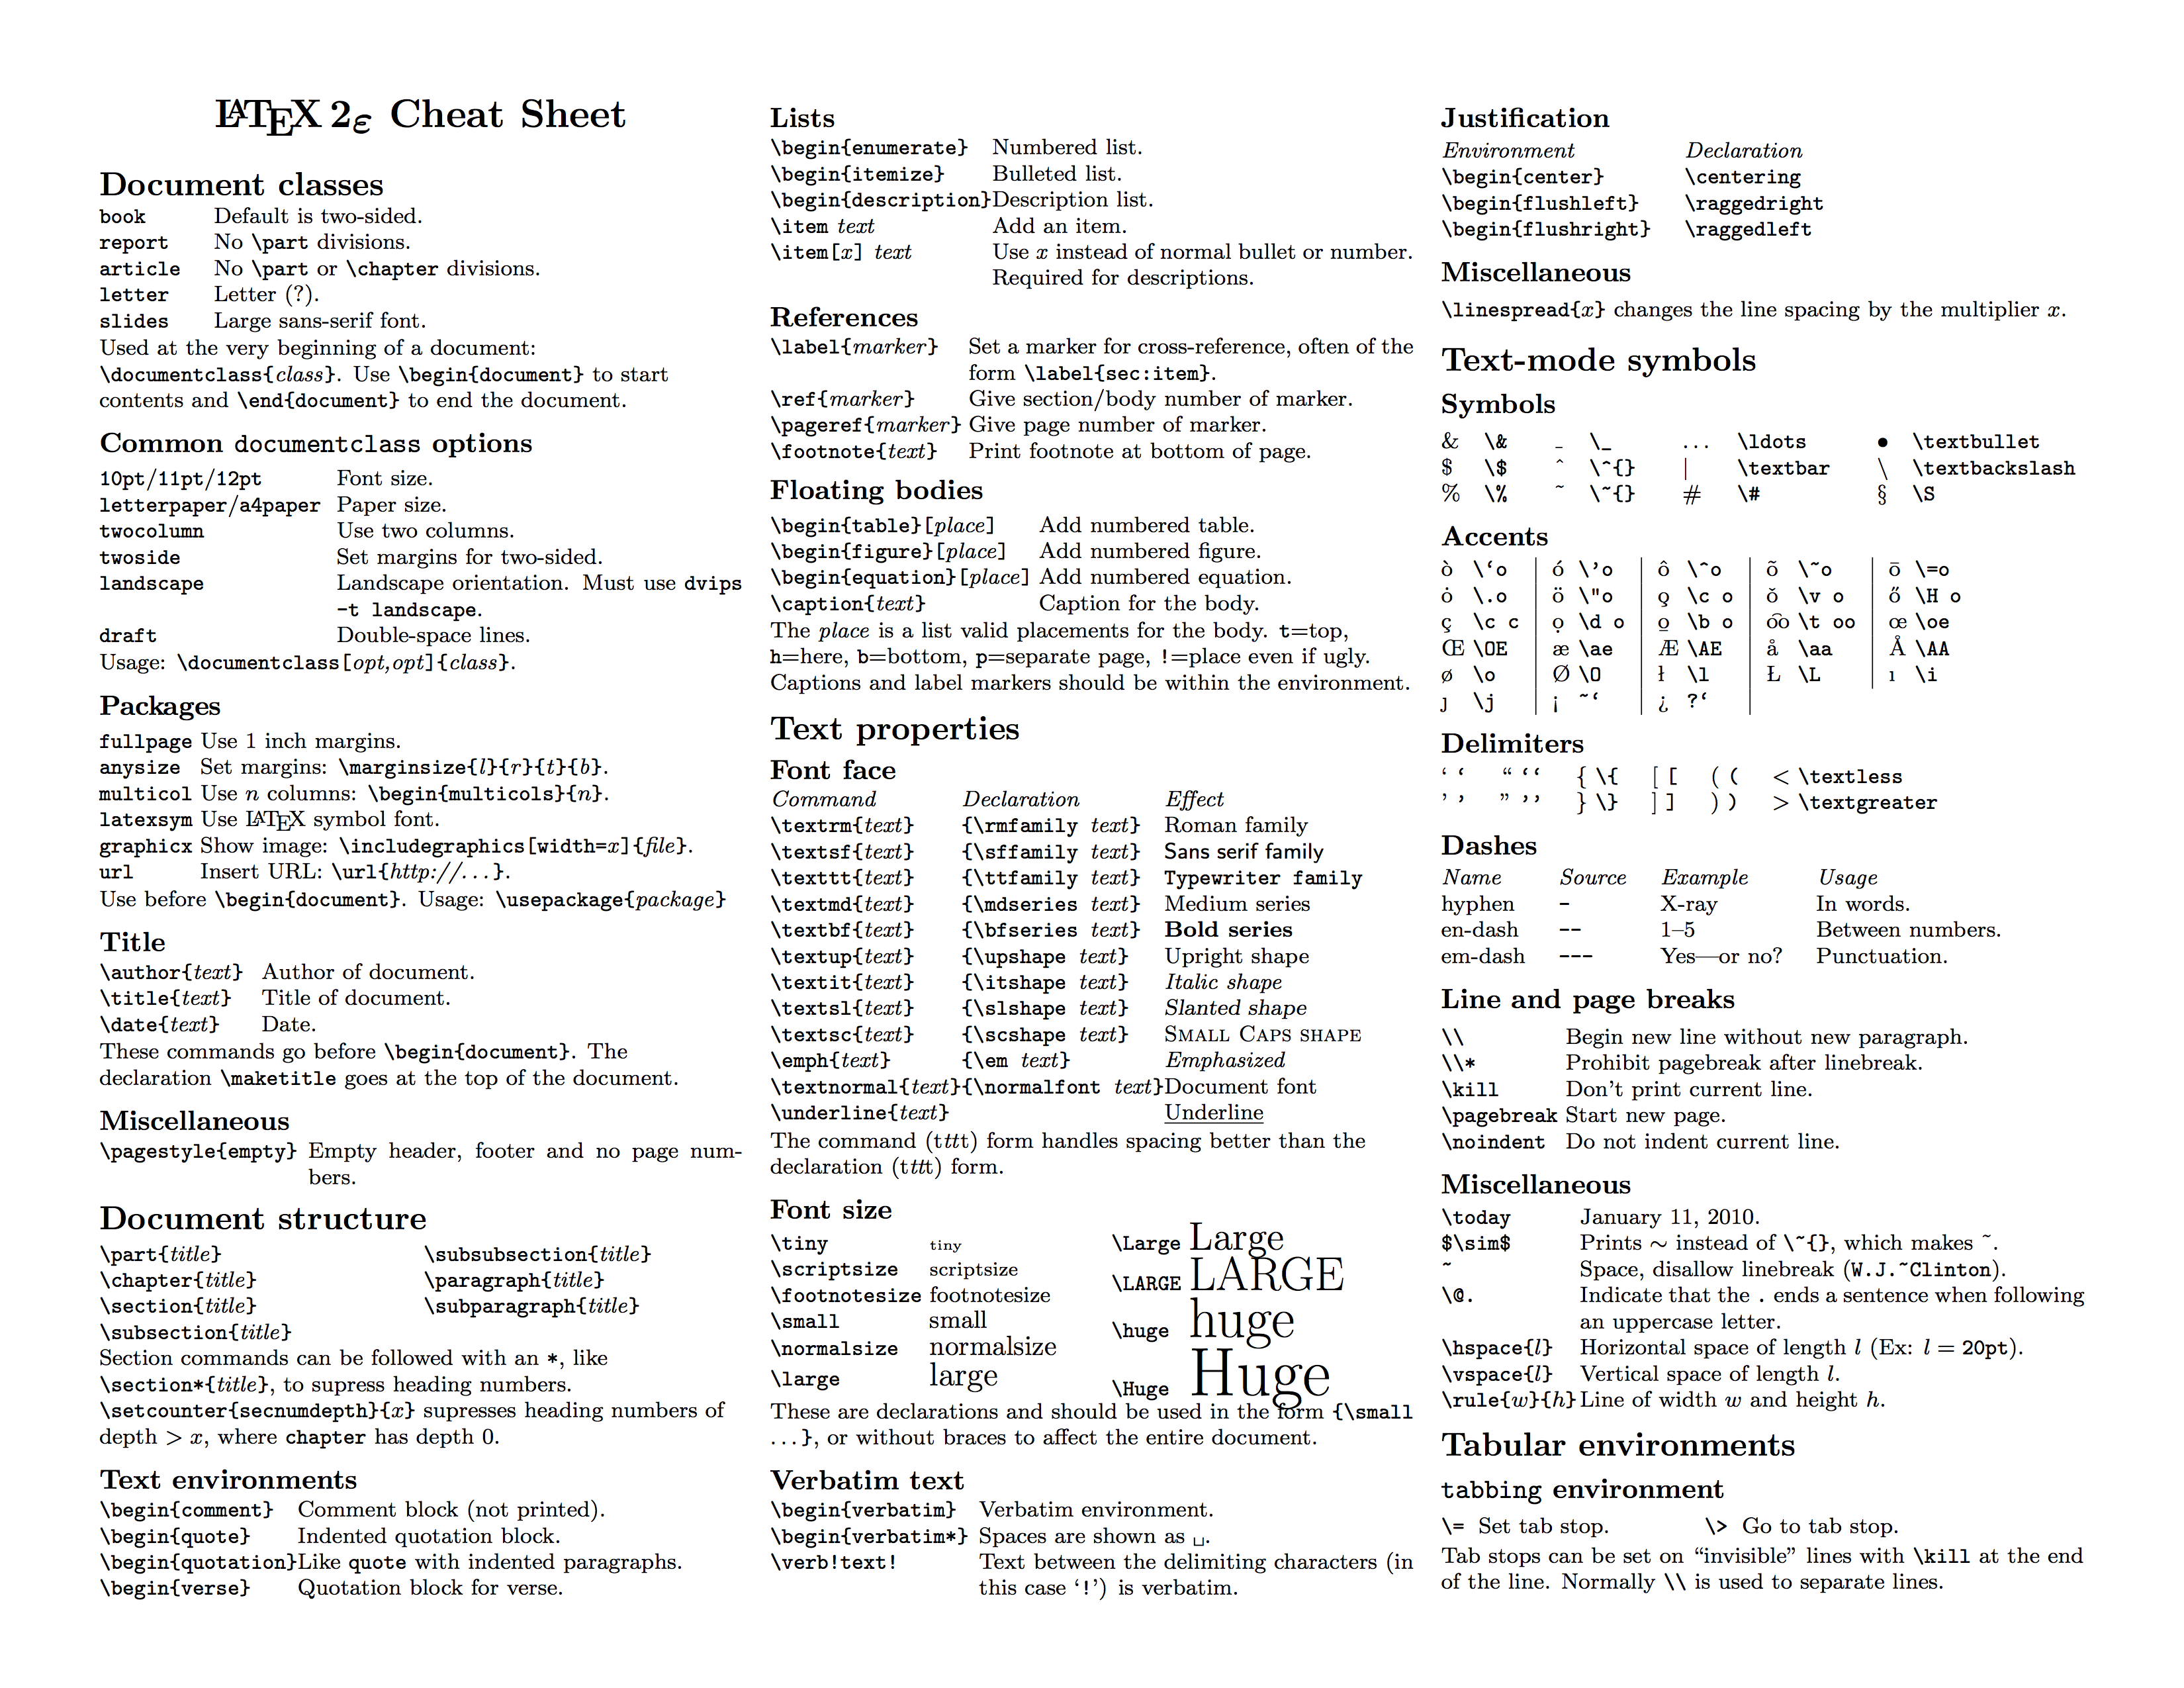 LATEX 2ε Cheat Sheet
Document classes
book Default is two-sided.
report No \part divisions.
article No \part or \chapter divisions.
letter Letter (?).
slides Large sans-serif font.
Used at the very beginning of a document:
\documentclass{class}. Use \begin{document} to start
contents and \end{document} to end the document.
Common documentclass options
10pt/11pt/12pt Font size.
letterpaper/a4paper Paper size.
twocolumn Use two columns.
twoside Set margins for two-sided.
landscape Landscape orientation. Must use dvips
-t landscape.
draft Double-space lines.
Usage: \documentclass[opt,opt]{class}.
Packages
fullpage Use 1 inch margins.
anysize Set margins: \marginsize{l}{r}{t}{b}.
multicol Use n columns: \begin{multicols}{n}.
latexsym Use LATEX symbol font.
graphicx Show image: \includegraphics[width=x]{file}.
url Insert URL: \url{http://...}.
Use before \begin{document}. Usage: \usepackage{package}
Title
\author{text} Author of document.
\title{text} Title of document.
\date{text} Date.
These commands go before \begin{document}. The
declaration \maketitle goes at the top of the document.
Miscellaneous
\pagestyle{empty} Empty header, footer and no page num-
bers.
Document structure
\part{title} \subsubsection{title}
\chapter{title} \paragraph{title}
\section{title} \subparagraph{title}
\subsection{title}
Section commands can be followed with an *, like
\section*{title}, to supress heading numbers.
\setcounter{secnumdepth}{x} supresses heading numbers of
depth > x, where chapter has depth 0.
Text environments
\begin{comment} Comment block (not printed).
\begin{quote} Indented quotation block.
\begin{quotation} Like quote with indented paragraphs.
\begin{verse} Quotation block for verse.
Lists
\begin{enumerate} Numbered list.
\begin{itemize} Bulleted list.
\begin{description} Description list.
\item text Add an item.
\item[x] text Use x instead of normal bullet or number.
Required for descriptions.
References
\label{marker} Set a marker for cross-reference, often of the
form \label{sec:item}.
\ref{marker} Give section/body number of marker.
\pageref{marker} Give page number of marker.
\footnote{text} Print footnote at bottom of page.
Floating bodies
\begin{table}[place] Add numbered table.
\begin{figure}[place] Add numbered figure.
\begin{equation}[place] Add numbered equation.
\caption{text} Caption for the body.
The place is a list valid placements for the body. t=top,
h=here, b=bottom, p=separate page, !=place even if ugly.
Captions and label markers should be within the environment.
Text properties
Font face
Command Declaration Effect
\textrm{text} {\rmfamily text} Roman family
\textsf{text} {\sffamily text} Sans serif family
\texttt{text} {\ttfamily text} Typewriter family
\textmd{text} {\mdseries text} Medium series
\textbf{text} {\bfseries text} Bold series
\textup{text} {\upshape text} Upright shape
\textit{text} {\itshape text} Italic shape
\textsl{text} {\slshape text} Slanted shape
\textsc{text} {\scshape text} Small Caps shape
\emph{text} {\em text} Emphasized
\textnormal{text} {\normalfont text} Document font
\underline{text} Underline
The command (tttt) form handles spacing better than the
declaration (tttt) form.
Font size
\tiny tiny \Large Large
\scriptsize scriptsize \LARGE LARGE
\footnotesize footnotesize
\small small \huge huge
\normalsize normalsize
\large large \Huge Huge
These are declarations and should be used in the form {\small
...}, or without braces to affect the entire document.
Verbatim text
\begin{verbatim} Verbatim environment.
\begin{verbatim*} Spaces are shown as ␣.
\verb!text! Text between the delimiting characters (in
this case ‘!’) is verbatim.
Justification
Environment Declaration
\begin{center} \centering
\begin{flushleft} \raggedright
\begin{flushright} \raggedleft
Miscellaneous
\linespread{x} changes the line spacing by the multiplier x.
Text-mode symbols
Symbols
& \& _ \_ ... \ldots • \textbullet
$ \$ ^ \^{} | \textbar \ \textbackslash
% \% ~ \~{} # \# § \S
Accents
ò \`o ó \'o ô \^o õ \~o ō \=o
ȯ \.o ö \"o o̧ \c o ǒ \v o ő \H o
ç \c c ọ \d o o̱ \b o o͡o \t oo œ \oe
Œ \OE æ \ae Æ \AE å \aa Å \AA
ø \o Ø \O ł \l Ł \L ı \i
ȷ \j ¡ ~` ¿ ?`
Delimiters
‘ ` “ `` { \{ [ [ ( ( < \textless
’ ' ” '' } \} ] ] ) ) > \textgreater
Dashes
Name Source Example Usage
hyphen - X-ray In words.
en-dash -- 1–5 Between numbers.
em-dash --- Yes—or no? Punctuation.
Line and page breaks
\\ Begin new line without new paragraph.
\\* Prohibit pagebreak after linebreak.
\kill Don’t print current line.
\pagebreak Start new page.
\noindent Do not indent current line.
Miscellaneous
\today January 11, 2010.
$\sim$ Prints ∼ instead of \~{}, which makes ~.
~ Space, disallow linebreak (W.J.~Clinton).
\@. Indicate that the . ends a sentence when following
an uppercase letter.
\hspace{l} Horizontal space of length l (Ex: l = 20pt).
\vspace{l} Vertical space of length l.
\rule{w}{h} Line of width w and height h.
Tabular environments
tabbing environment
\= Set tab stop. \> Go to tab stop.
Tab stops can be set on “invisible” lines with \kill at the end
of the line. Normally \\ is used to separate lines.